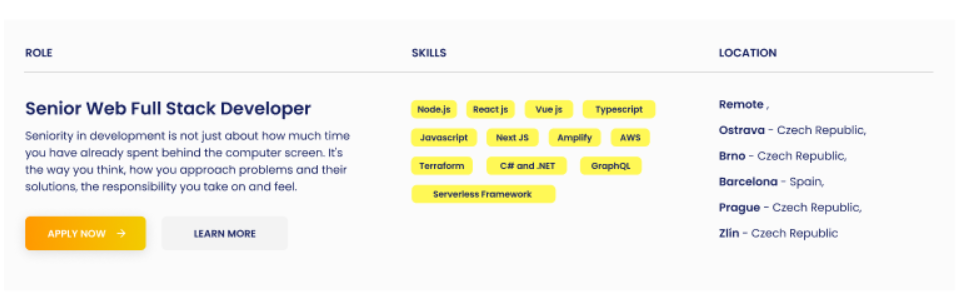 ROLE
SKILLS
LOCATION
Senior Web Full Stack Developer
Seniority in development is not just about how much time
you have already spent behind the computer screen. It's
the way you think, how you approach problems and their
solutions, the responsibility you take on and feel.
APPLY NOW →
LEARN MORE
Node.js React js Vue js Typescript
Javascript Next JS Amplify AWS
Terraform C# and .NET GraphQL
Serverless Framework
Remote ,
Ostrava - Czech Republic,
Brno - Czech Republic,
Barcelona - Spain,
Prague - Czech Republic,
Zlín - Czech Republic